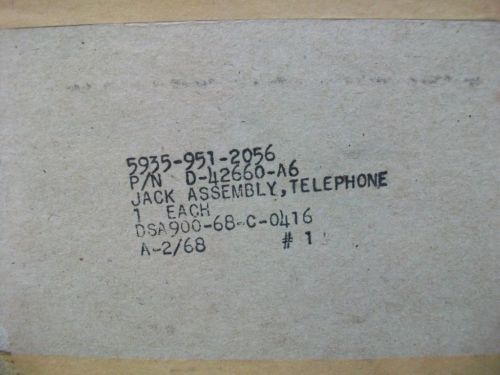 5935-951-2056
P/N D-42660-A6
JACK ASSEMBLY,TELEPHONE
1 EACH
DSA900-68-C-0416
A-2/68 # 1